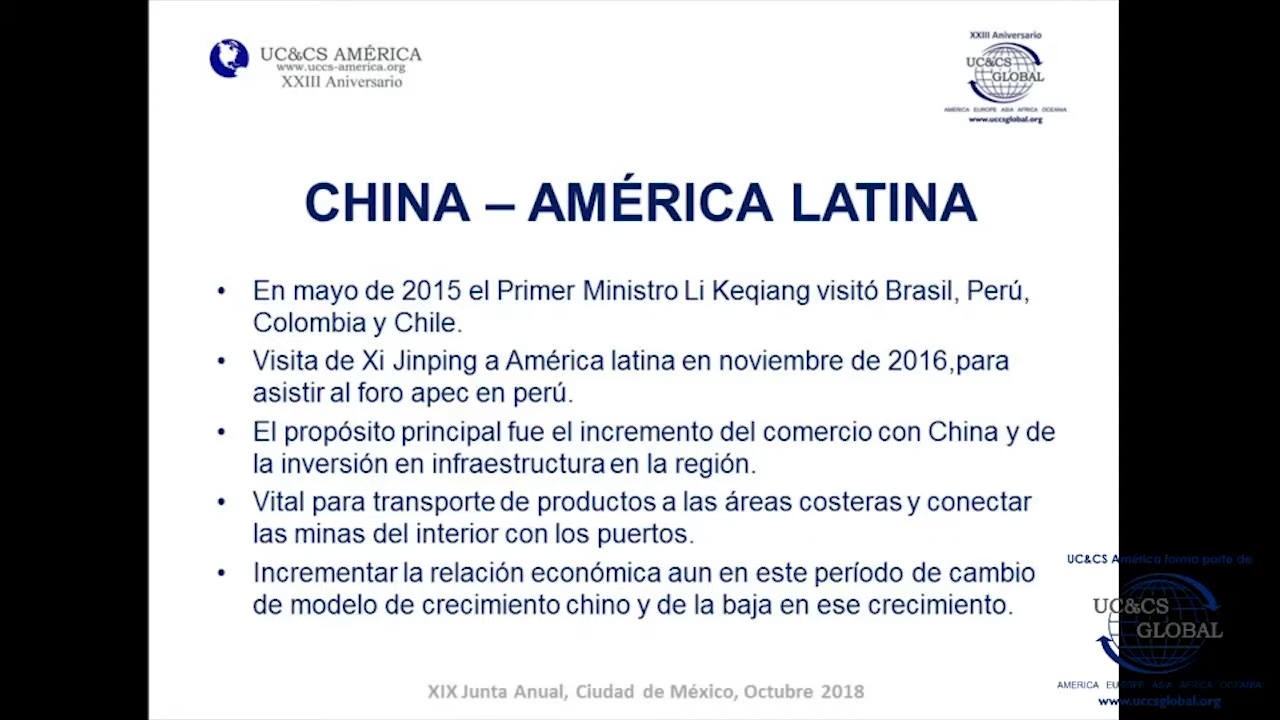 UC&CS AMÉRICA
www.uccs-america.org
XXIII Aniversario
XXIII Aniversario
UC&CS
GLOBAL
AMERICA EUROPE ASIA AFRICA OCEANIA
www.uccsglobal.org
CHINA – AMÉRICA LATINA
• En mayo de 2015 el Primer Ministro Li Keqiang visitó Brasil, Perú,
Colombia y Chile.
• Visita de Xi Jinping a América latina en noviembre de 2016,para
asistir al foro apec en perú.
• El propósito principal fue el incremento del comercio con China y de
la inversión en infraestructura en la región.
• Vital para transporte de productos a las áreas costeras y conectar
las minas del interior con los puertos.
• Incrementar la relación económica aun en este período de cambio
de modelo de crecimiento chino y de la baja en ese crecimiento.
XIX Junta Anual, Ciudad de México, Octubre 2018
UC&CS América forma parte de
UC&CS
GLOBAL
AMERICA EUROPE ASIA AFRICA OCEANIA
www.uccsglobal.org